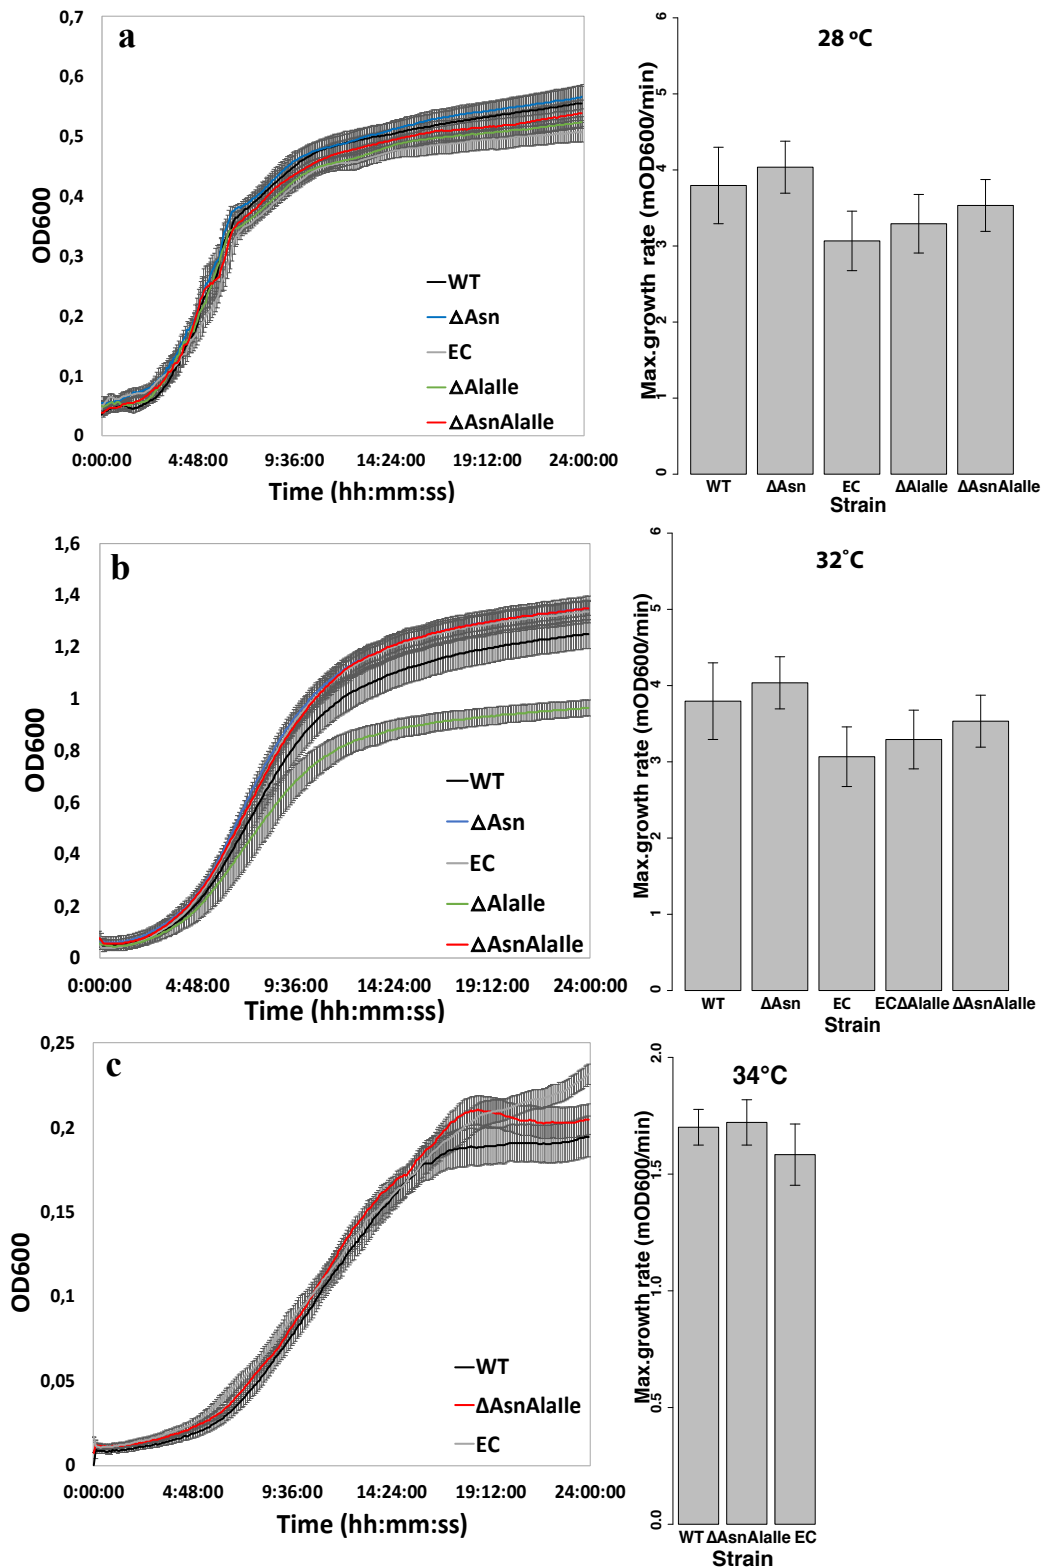 a
0,7
0,6
0,5
0,4
0,3
0,2
0,1
0
OD600
WT
ΔAsn
EC
ΔAlaIle
ΔAsnAlaIle
0:00:00 4:48:00 9:36:00 14:24:00 19:12:00 24:00:00
Time (hh:mm:ss)
28 ºC
6
5
4
3
2
1
0
Max.growth rate (mOD600/min)
WT ΔAsn EC ΔAlaIle ΔAsnAlaIle
Strain
b
1,6
1,4
1,2
1
0,8
0,6
0,4
0,2
0
OD600
WT
ΔAsn
EC
ΔAlaIle
ΔAsnAlaIle
0:00:00 4:48:00 9:36:00 14:24:00 19:12:00 24:00:00
Time (hh:mm:ss)
32˚C
6
5
4
3
2
1
0
Max.growth rate (mOD600/min)
WT ΔAsn EC ECΔAlaIle ΔAsnAlaIle
Strain
c
0,25
0,2
0,15
0,1
0,05
0
OD600
WT
ΔAsnAlaIle
EC
0:00:00 4:48:00 9:36:00 14:24:00 19:12:00 24:00:00
Time (hh:mm:ss)
34°C
2.0
1.5
1.0
0.5
0.0
Max.growth rate (mOD600/min)
WT ΔAsnAlaIle EC
Strain